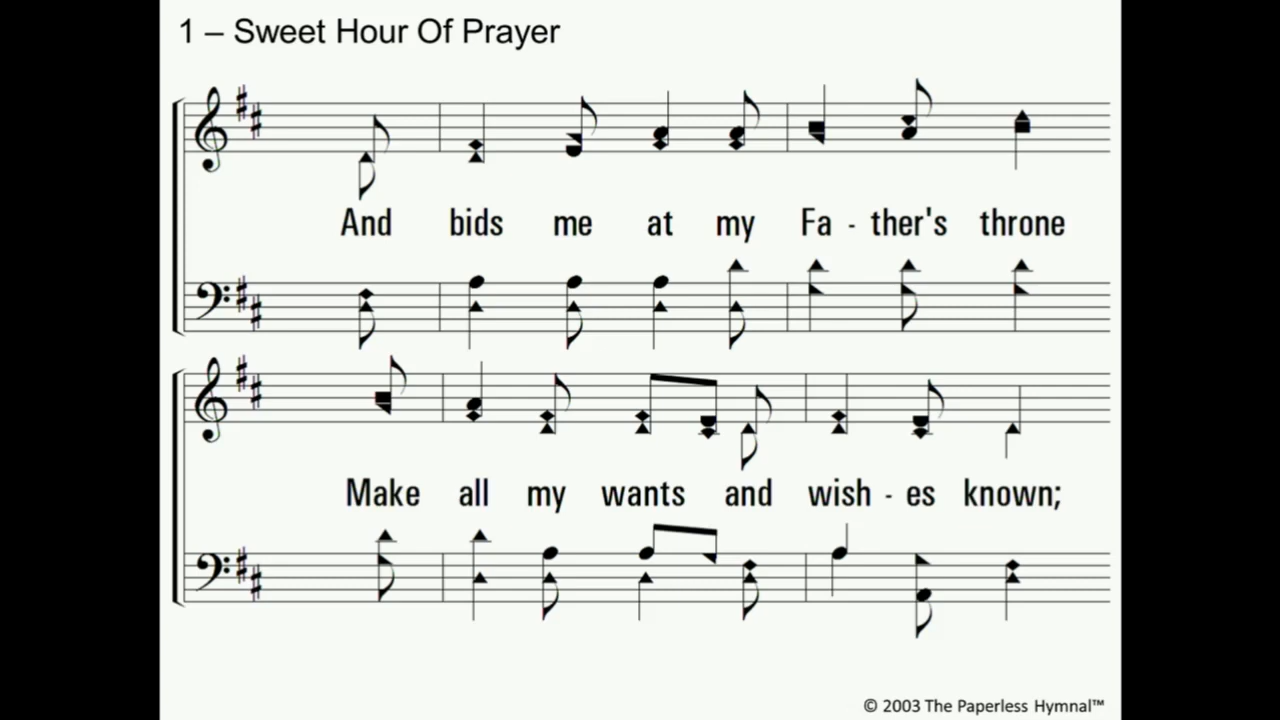 1 – Sweet Hour Of Prayer
And bids me at my Fa - ther's throne
Make all my wants and wish - es known;
© 2003 The Paperless Hymnal™